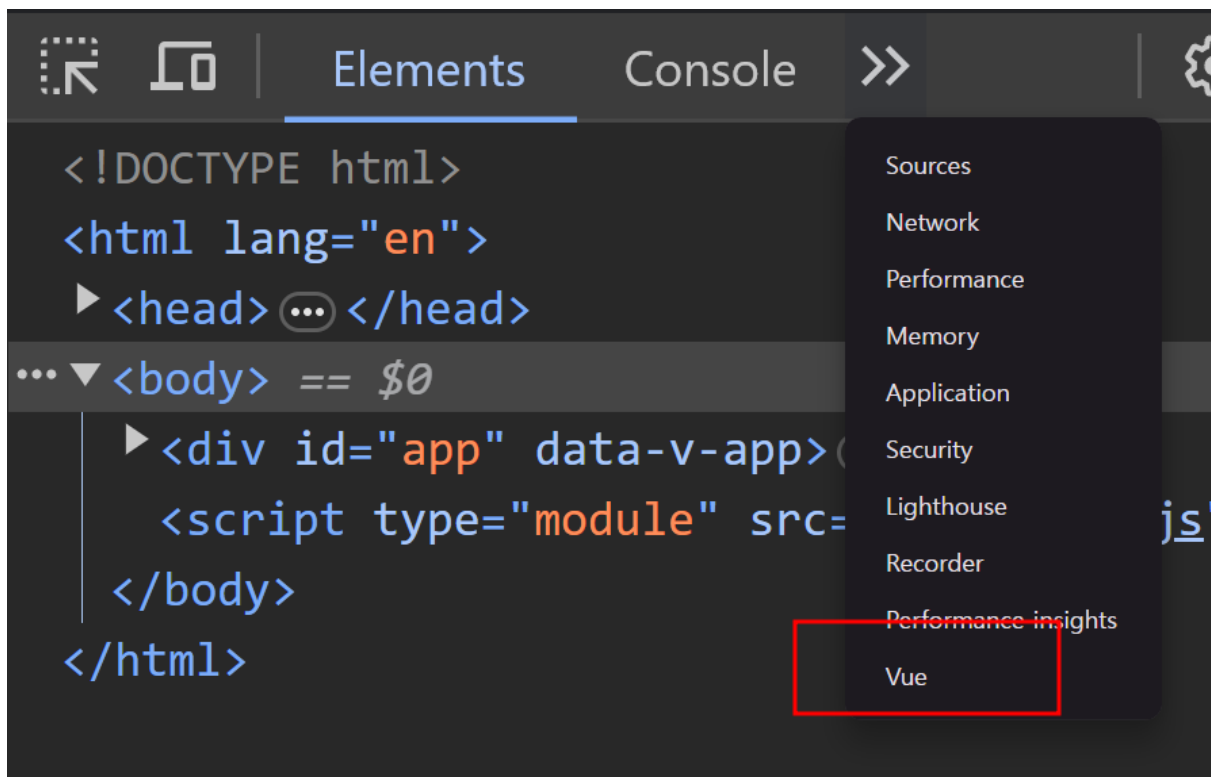 Elements Console
<!DOCTYPE html>
<html lang="en">
<head> ••• </head>
••• <body> == $0
<div id="app" data-v-app>
<script type="module" src= js
</body>
</html>
Sources
Network
Performance
Memory
Application
Security
Lighthouse
Recorder
Performance insights
Vue